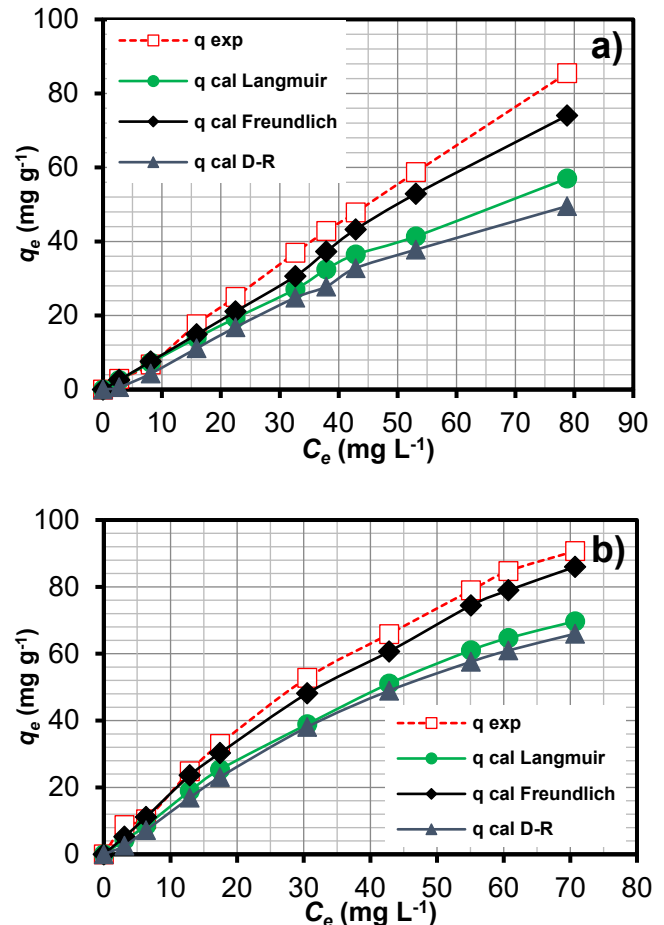 a)
q exp
q cal Langmuir
q cal Freundlich
q cal D-R
100
80
60
40
20
0
qe (mg g-1)
0 10 20 30 40 50 60 70 80 90
Ce (mg L-1)
b)
100
80
60
40
20
0
qe (mg g-1)
q exp
q cal Langmuir
q cal Freundlich
q cal D-R
0 10 20 30 40 50 60 70 80
Ce (mg L-1)